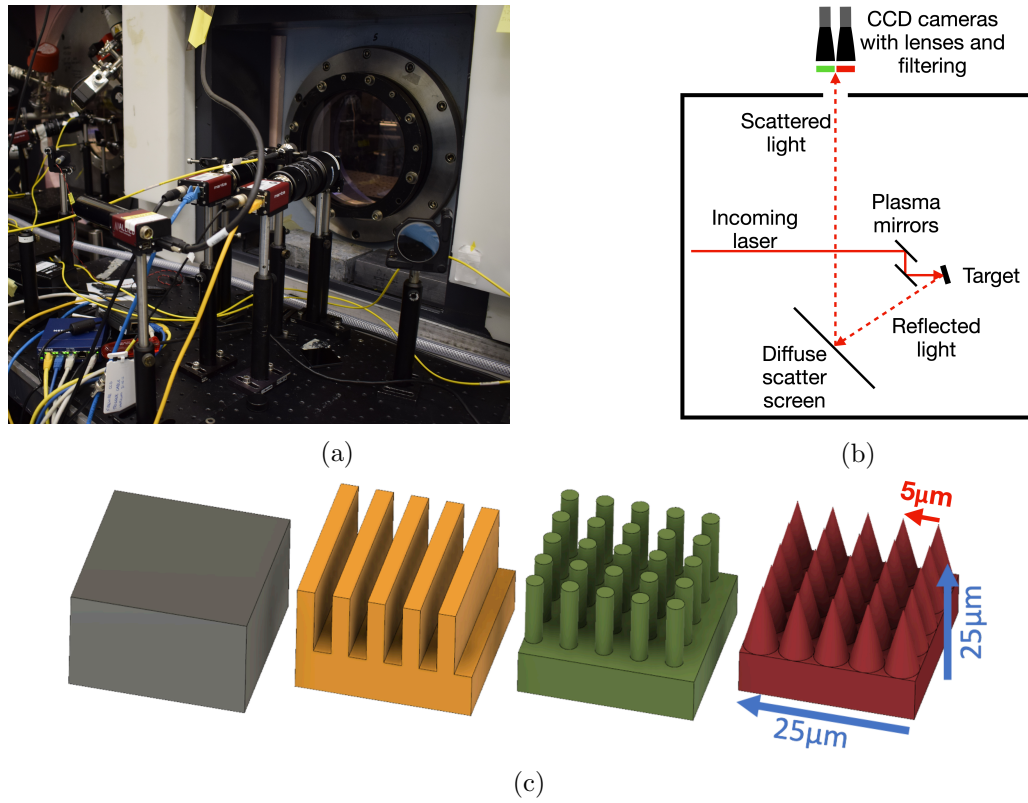 CCD cameras
with lenses and
filtering
Scattered
light
Incoming
laser
Plasma
mirrors
Target
Reflected
light
Diffuse
scatter
screen
(a)
(b)
5μm
25μm
25μm
(c)